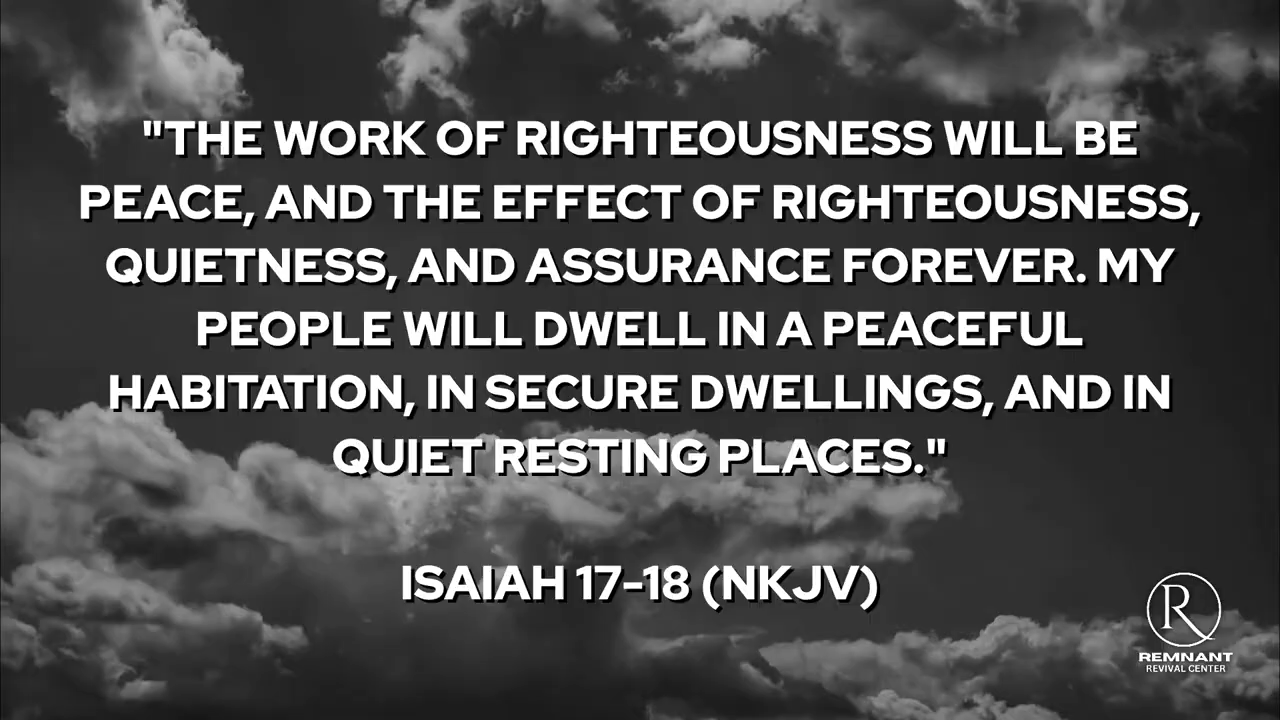 "THE WORK OF RIGHTEOUSNESS WILL BE
PEACE, AND THE EFFECT OF RIGHTEOUSNESS,
QUIETNESS, AND ASSURANCE FOREVER. MY
PEOPLE WILL DWELL IN A PEACEFUL
HABITATION, IN SECURE DWELLINGS, AND IN
QUIET RESTING PLACES."
ISAIAH 17-18 (NKJV)
R
REMNANT
REVIVAL CENTER